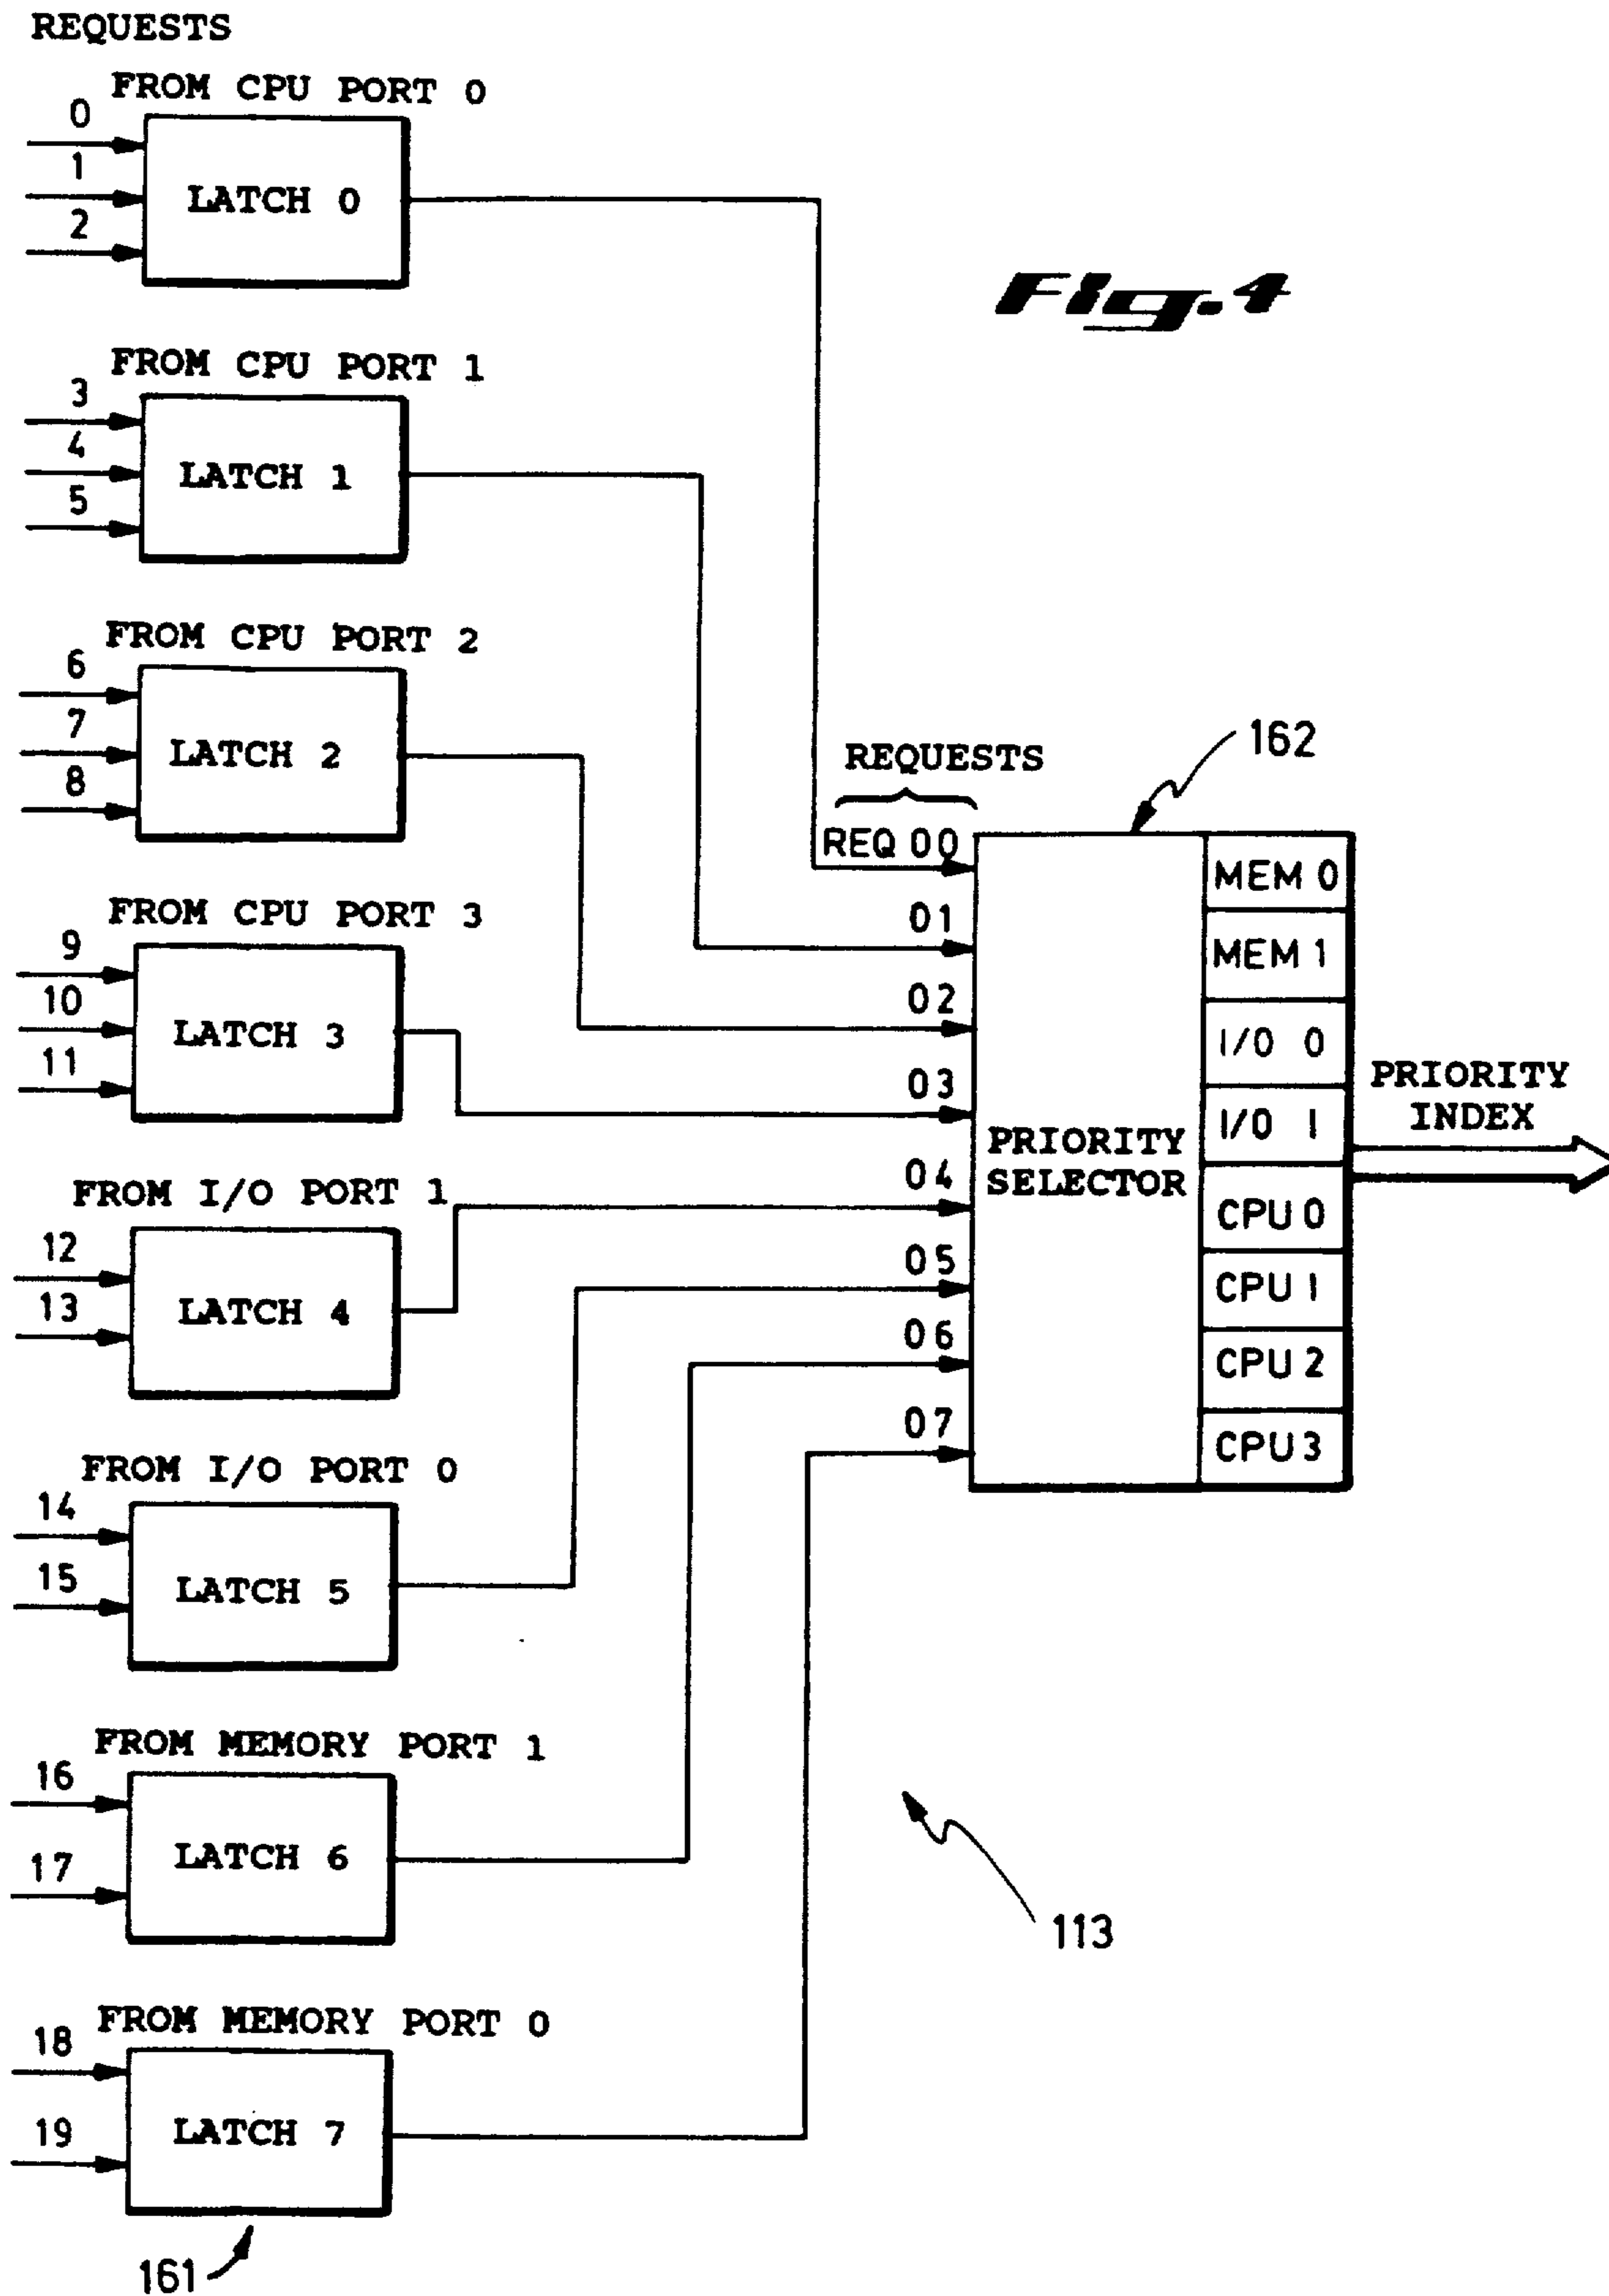 REQUESTS
FROM CPU PORT 0
0
1
2
LATCH 0
Fig.4
FROM CPU PORT 1
3
4
5
LATCH 1
FROM CPU PORT 2
6
7
8
LATCH 2
FROM CPU PORT 3
9
10
11
LATCH 3
FROM I/O PORT 1
12
13
LATCH 4
FROM I/O PORT 0
14
15
LATCH 5
FROM MEMORY PORT 1
16
17
LATCH 6
FROM MEMORY PORT 0
18
19
LATCH 7
161
REQUESTS
REQ 00
01
02
03
04
05
06
07
162
PRIORITY
SELECTOR
MEM 0
MEM 1
I/O 0
I/O 1
CPU 0
CPU 1
CPU 2
CPU 3
PRIORITY
INDEX
113